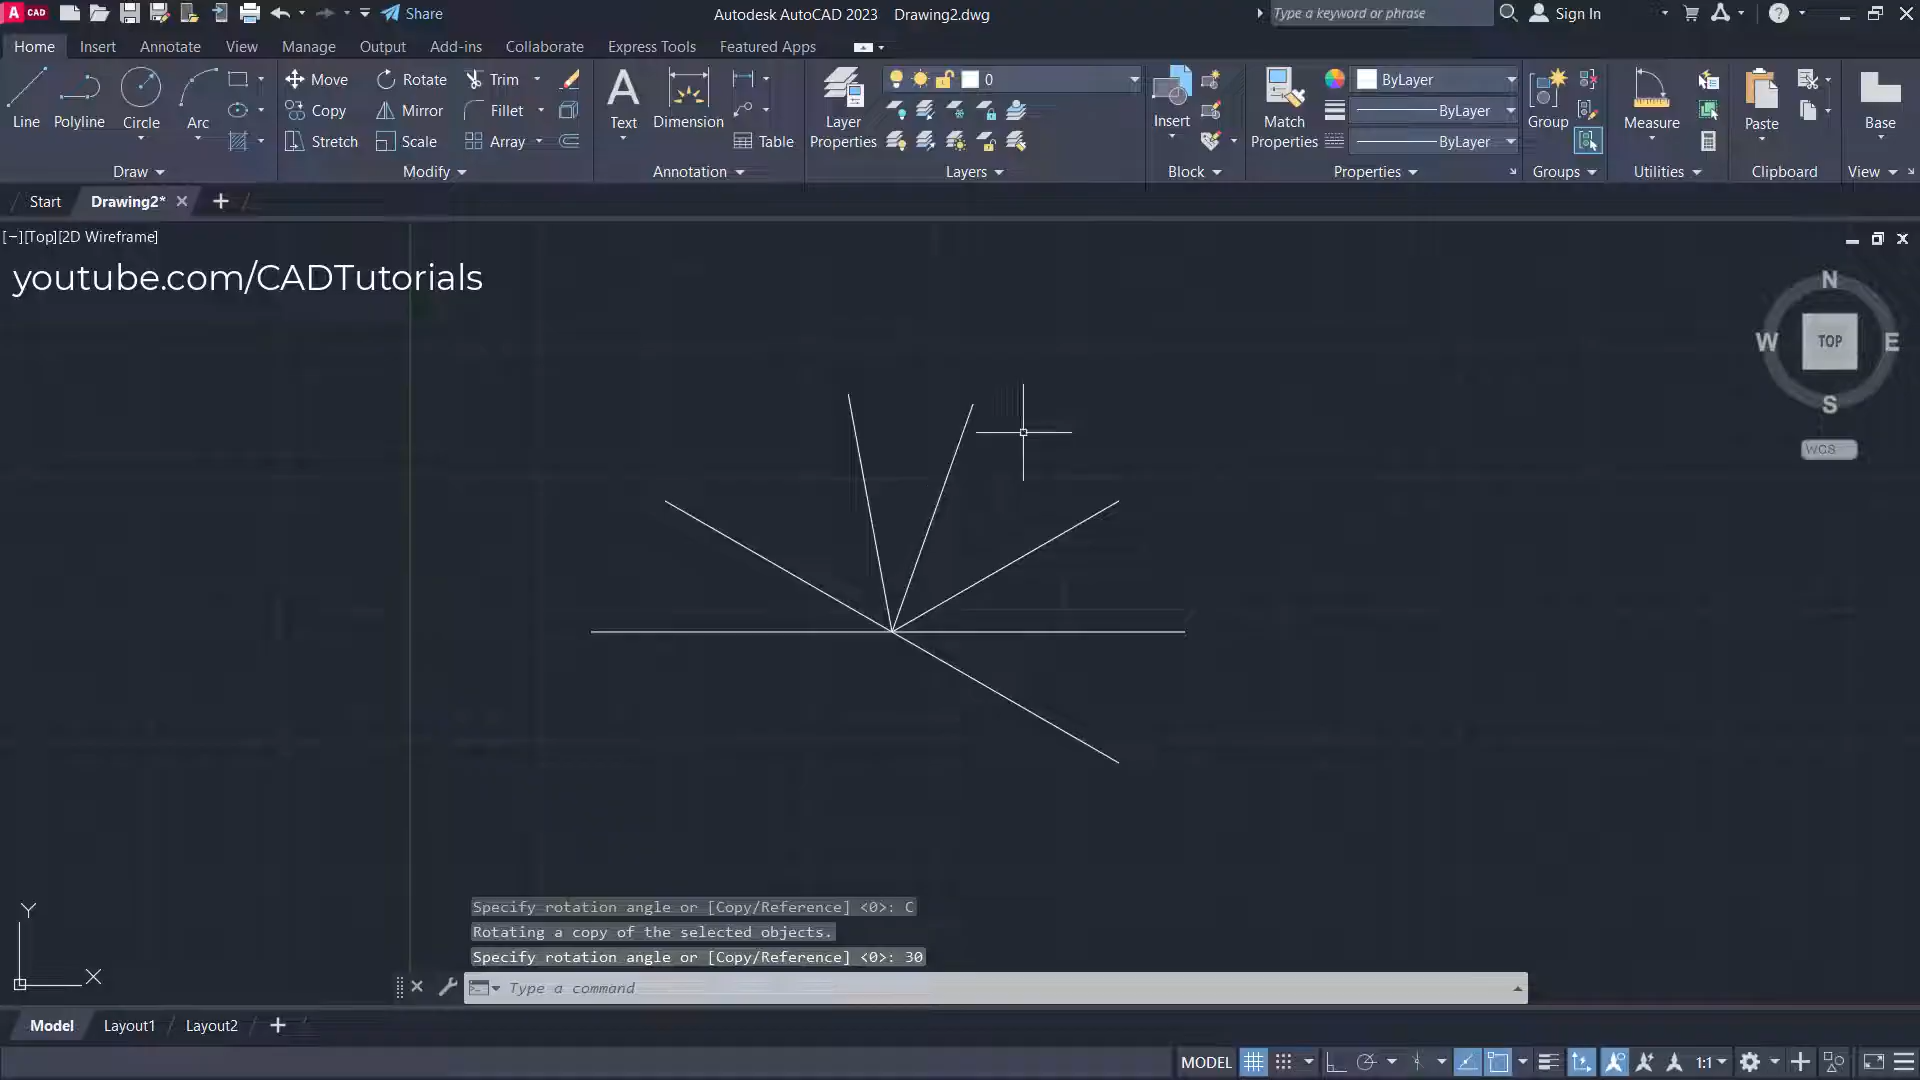 A CAD
Share
Autodesk AutoCAD 2023 Drawing2.dwg
Type a keyword or phrase
Sign In
Home Insert Annotate View Manage Output Add-ins Collaborate Express Tools Featured Apps
Line Polyline Circle Arc
Draw
Move Rotate Trim
Copy Mirror Fillet
Stretch Scale Array
Modify
Text Dimension Table
Annotation
Layer Properties
0
Layers
Insert
Block
Match Properties
ByLayer
ByLayer
ByLayer
Properties
Group
Groups
Measure
Utilities
Paste
Clipboard
Base
View
Start Drawing2*
[−][Top][2D Wireframe]
youtube.com/CADTutorials
N
W TOP E
S
WCS
Y
X
Specify rotation angle or [Copy/Reference] <0>: C
Rotating a copy of the selected objects.
Specify rotation angle or [Copy/Reference] <0>: 30
Type a command
Model Layout1 Layout2
MODEL 1:1